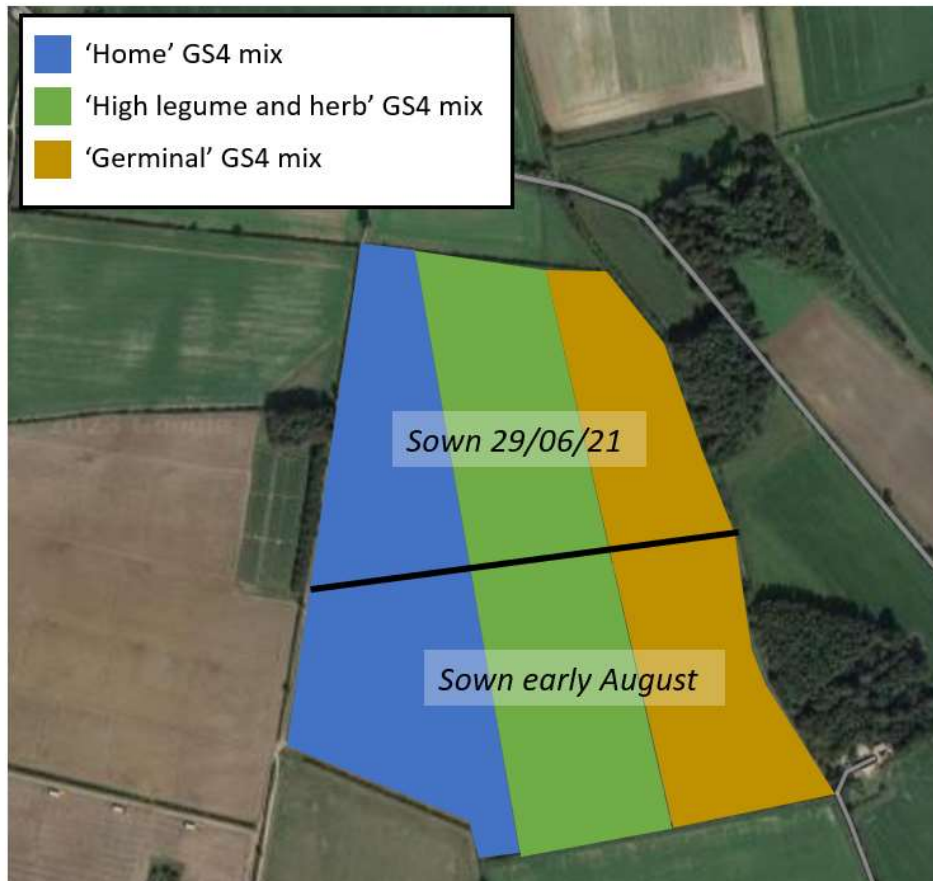 ‘Home’ GS4 mix
‘High legume and herb’ GS4 mix
‘Germinal’ GS4 mix
Sown 29/06/21
Sown early August